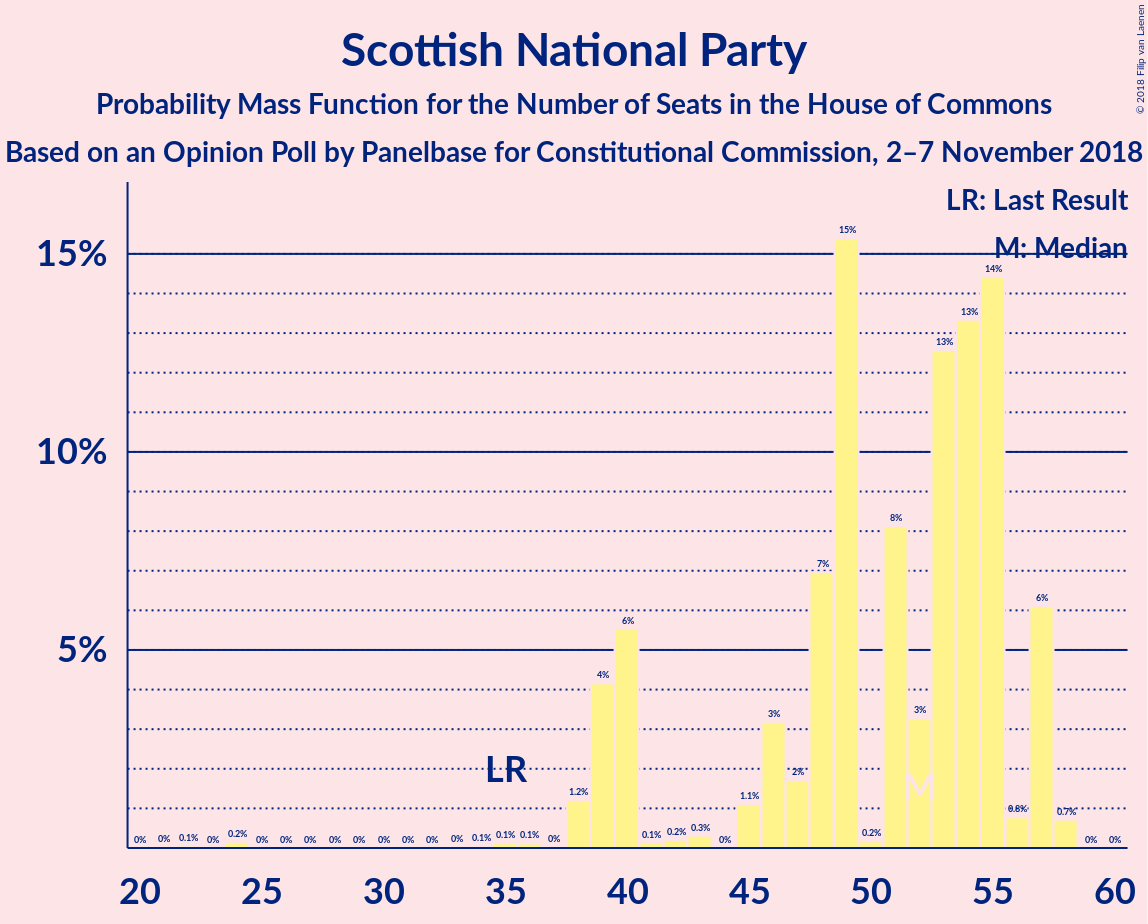 Scottish National Party
Probability Mass Function for the Number of Seats in the House of Commons
Based on an Opinion Poll by Panelbase for Constitutional Commission, 2–7 November 2018
© 2018 Filip van Laenen
LR: Last Result
M: Median
15%
10%
5%
0% 0% 0.1% 0% 0.2% 0% 0% 0% 0% 0% 0% 0% 0% 0% 0.1% 0.1% 0.1% 0% 1.2% 4% 6% 0.1% 0.2% 0.3% 0% 1.1% 3% 2% 7% 15% 0.2% 8% 3% 13% 13% 14% 0.8% 6% 0.7% 0% 0%
LR
M
20 25 30 35 40 45 50 55 60